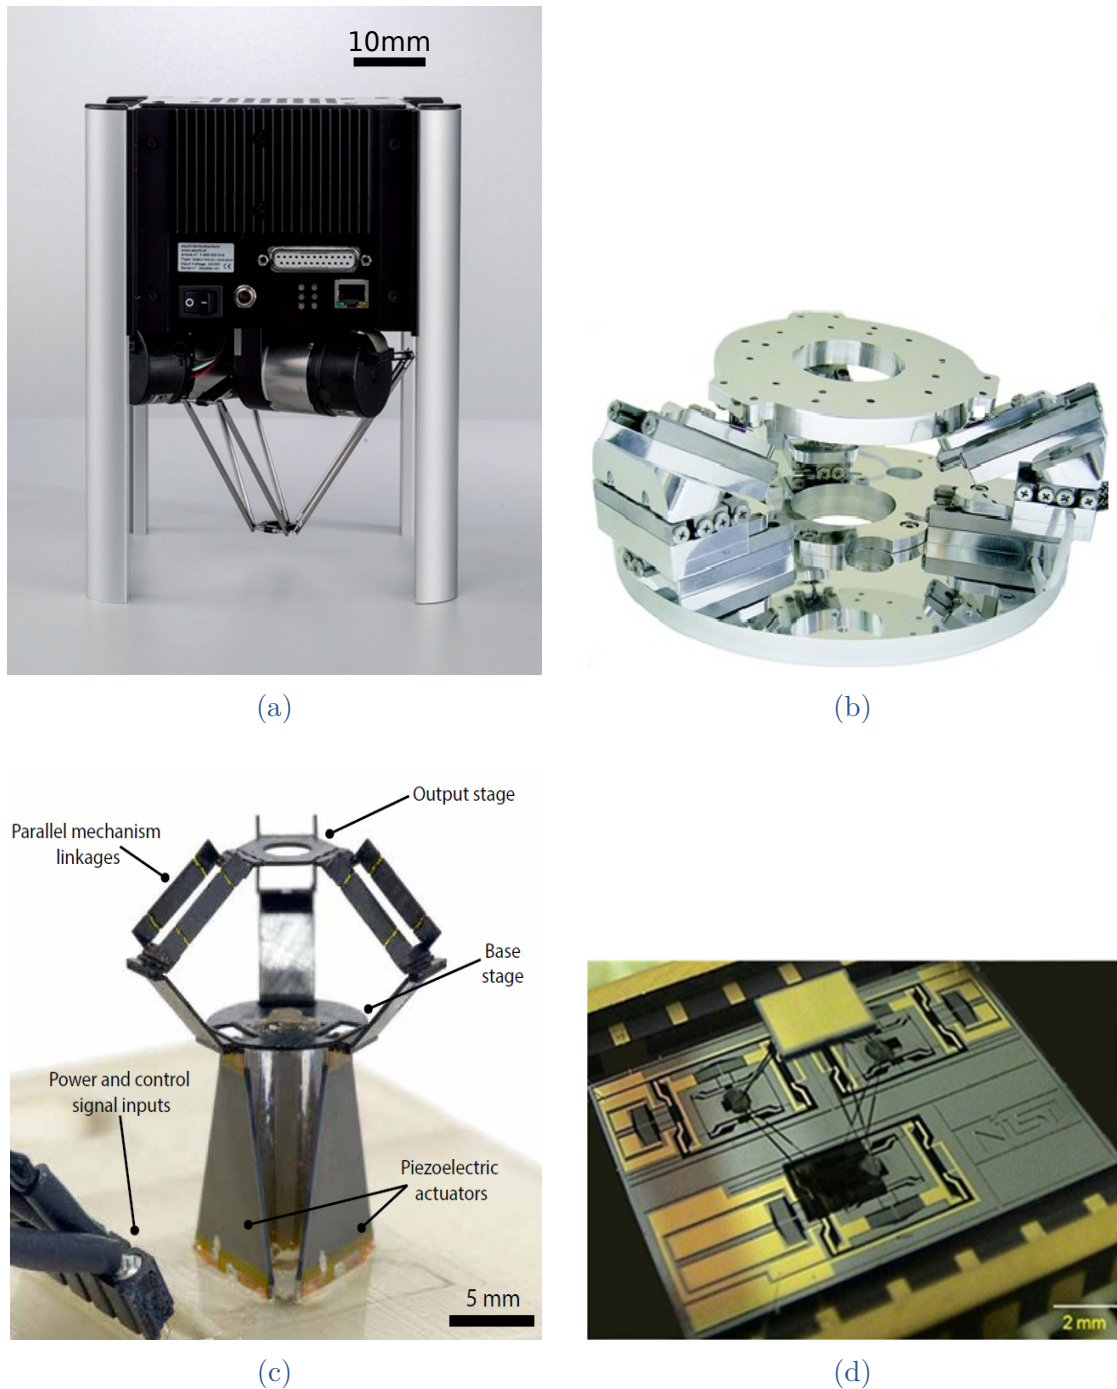 10mm
(a)
(b)
Output stage
Parallel mechanism
linkages
Base
stage
Power and control
signal inputs
Piezoelectric
actuators
5 mm
(c)
NIST
2 mm
(d)